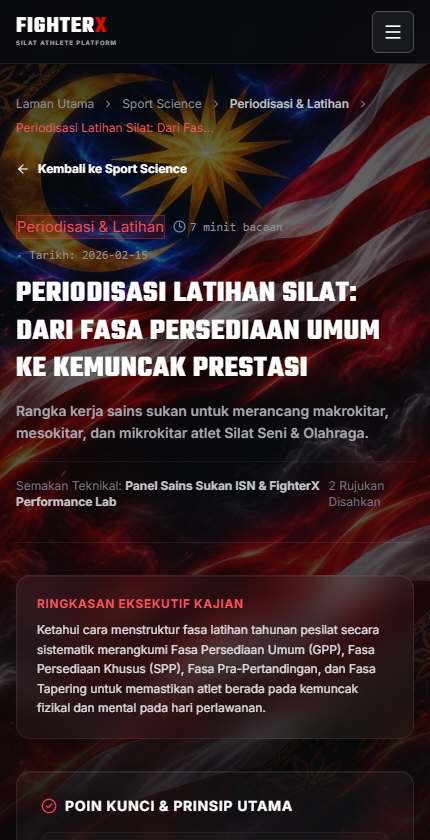 FIGHTERX
SILAT ATHLETE PLATFORM
Laman Utama > Sport Science > Periodisasi & Latihan >
Periodisasi Latihan Silat: Dari Fas...
← Kembali ke Sport Science
Periodisasi & Latihan 7 minit bacaan
• Tarikh: 2026-02-15
PERIODISASI LATIHAN SILAT:
DARI FASA PERSEDIAAN UMUM
KE KEMUNCAK PRESTASI
Rangka kerja sains sukan untuk merancang makrokitar,
mesokitar, dan mikrokitar atlet Silat Seni & Olahraga.
Semakan Teknikal: Panel Sains Sukan ISN & FighterX
Performance Lab
2 Rujukan
Disahkan
RINGKASAN EKSEKUTIF KAJIAN
Ketahui cara menstruktur fasa latihan tahunan pesilat secara
sistematik merangkumi Fasa Persediaan Umum (GPP), Fasa
Persediaan Khusus (SPP), Fasa Pra-Pertandingan, dan Fasa
Tapering untuk memastikan atlet berada pada kemuncak
fizikal dan mental pada hari perlawanan.
POIN KUNCI & PRINSIP UTAMA